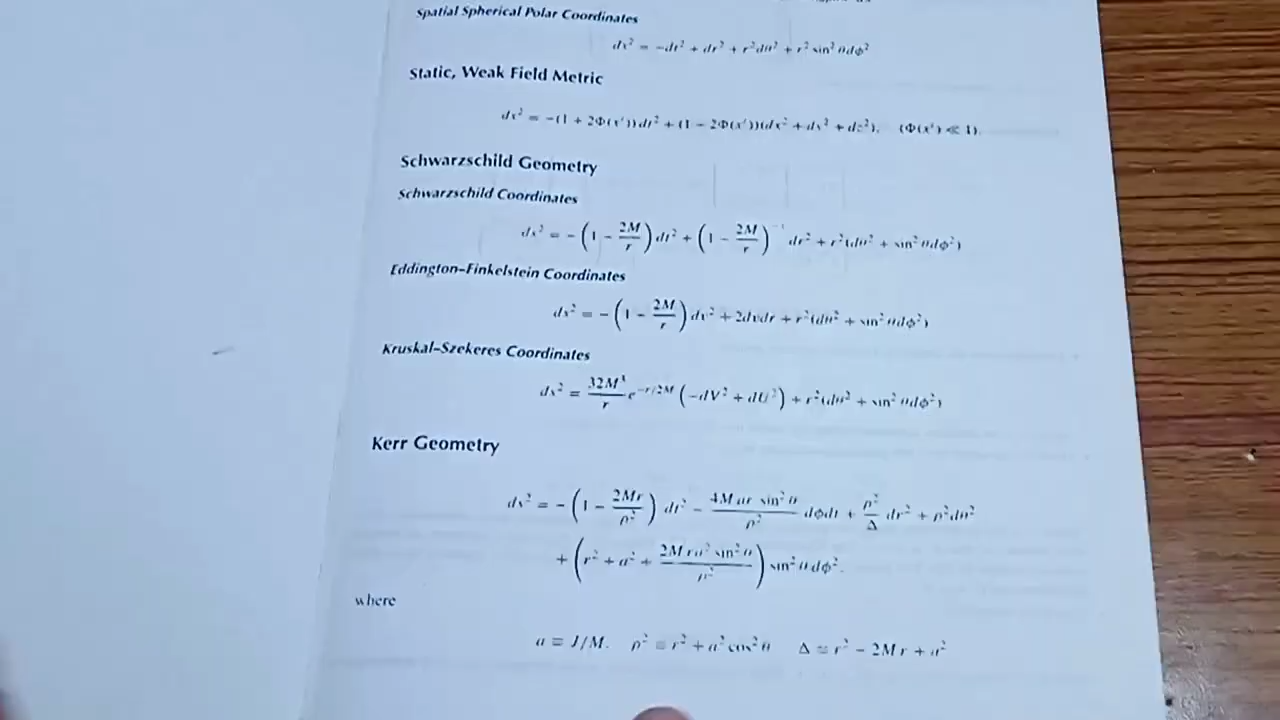 Spatial Spherical Polar Coordinates
ds² = −dt² + dr² + r²dθ² + r² sin² θdϕ²
Static, Weak Field Metric
ds² = −(1 + 2Φ(xⁱ))dt² + (1 − 2Φ(xⁱ))(dx² + dy² + dz²), (Φ(xⁱ) ≪ 1).
Schwarzschild Geometry
Schwarzschild Coordinates
ds² = −(1 − 2M/r) dt² + (1 − 2M/r)⁻¹ dr² + r²(dθ² + sin² θdϕ²)
Eddington–Finkelstein Coordinates
ds² = −(1 − 2M/r) dv² + 2dvdr + r²(dθ² + sin² θdϕ²)
Kruskal–Szekeres Coordinates
ds² = 32M³/r e^(−r/2M) (−dV² + dU²) + r²(dθ² + sin² θdϕ²)
Kerr Geometry
ds² = −(1 − 2Mr/ρ²) dt² − 4Mar sin² θ/ρ² dϕdt + ρ²/Δ dr² + ρ²dθ²
+ (r² + a² + 2Mra² sin² θ/ρ²) sin² θdϕ².
where
a ≡ J/M, ρ² ≡ r² + a² cos² θ Δ ≡ r² − 2Mr + a²